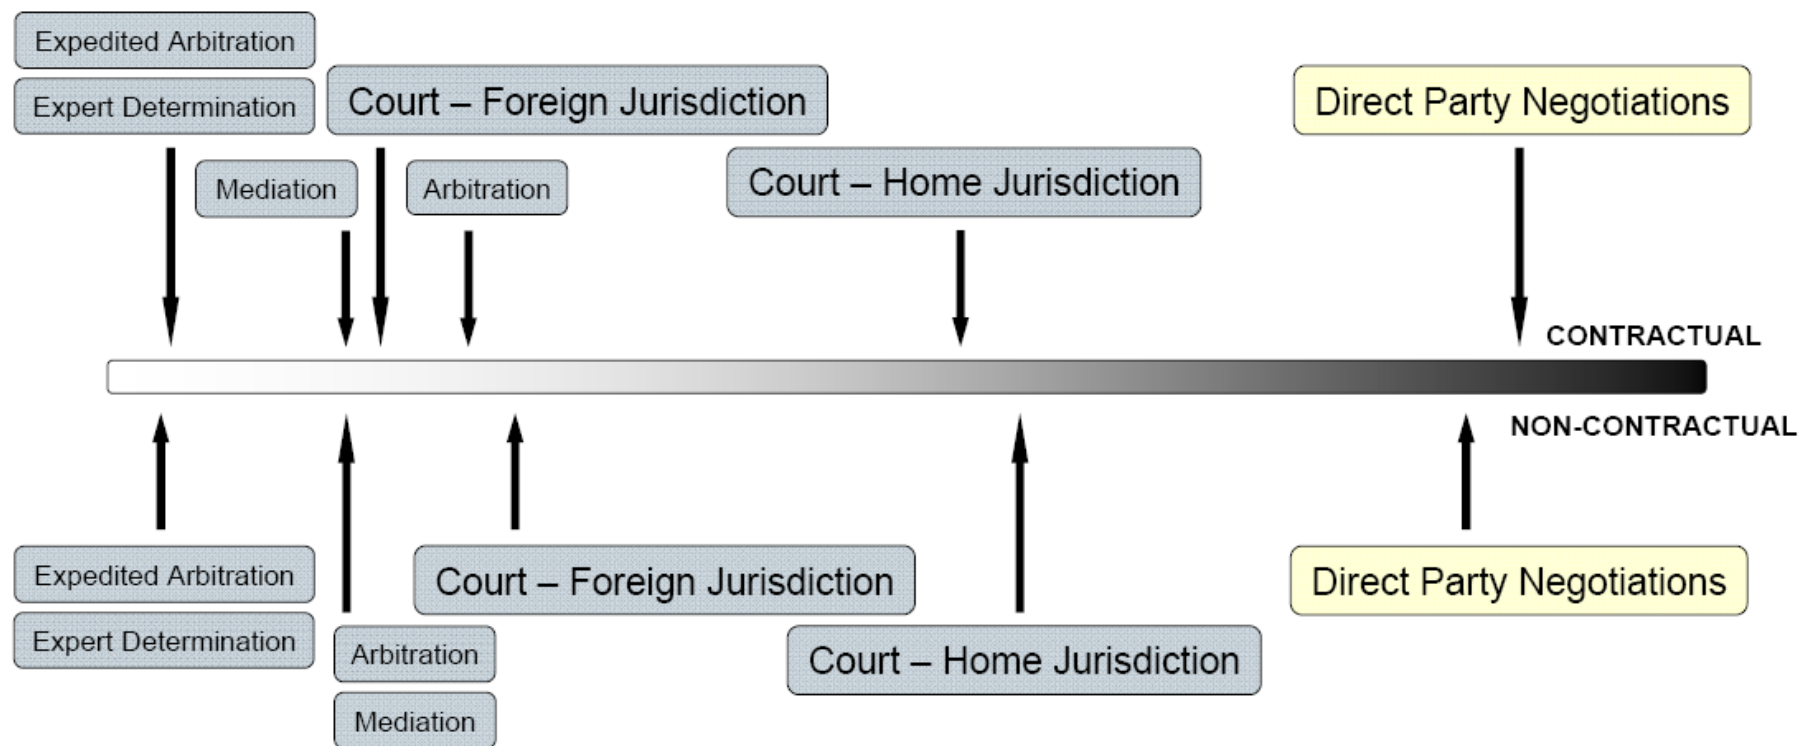 Expedited Arbitration
Expert Determination
Court – Foreign Jurisdiction
Direct Party Negotiations
Mediation
Arbitration
Court – Home Jurisdiction
CONTRACTUAL
NON-CONTRACTUAL
Expedited Arbitration
Expert Determination
Court – Foreign Jurisdiction
Direct Party Negotiations
Arbitration
Mediation
Court – Home Jurisdiction